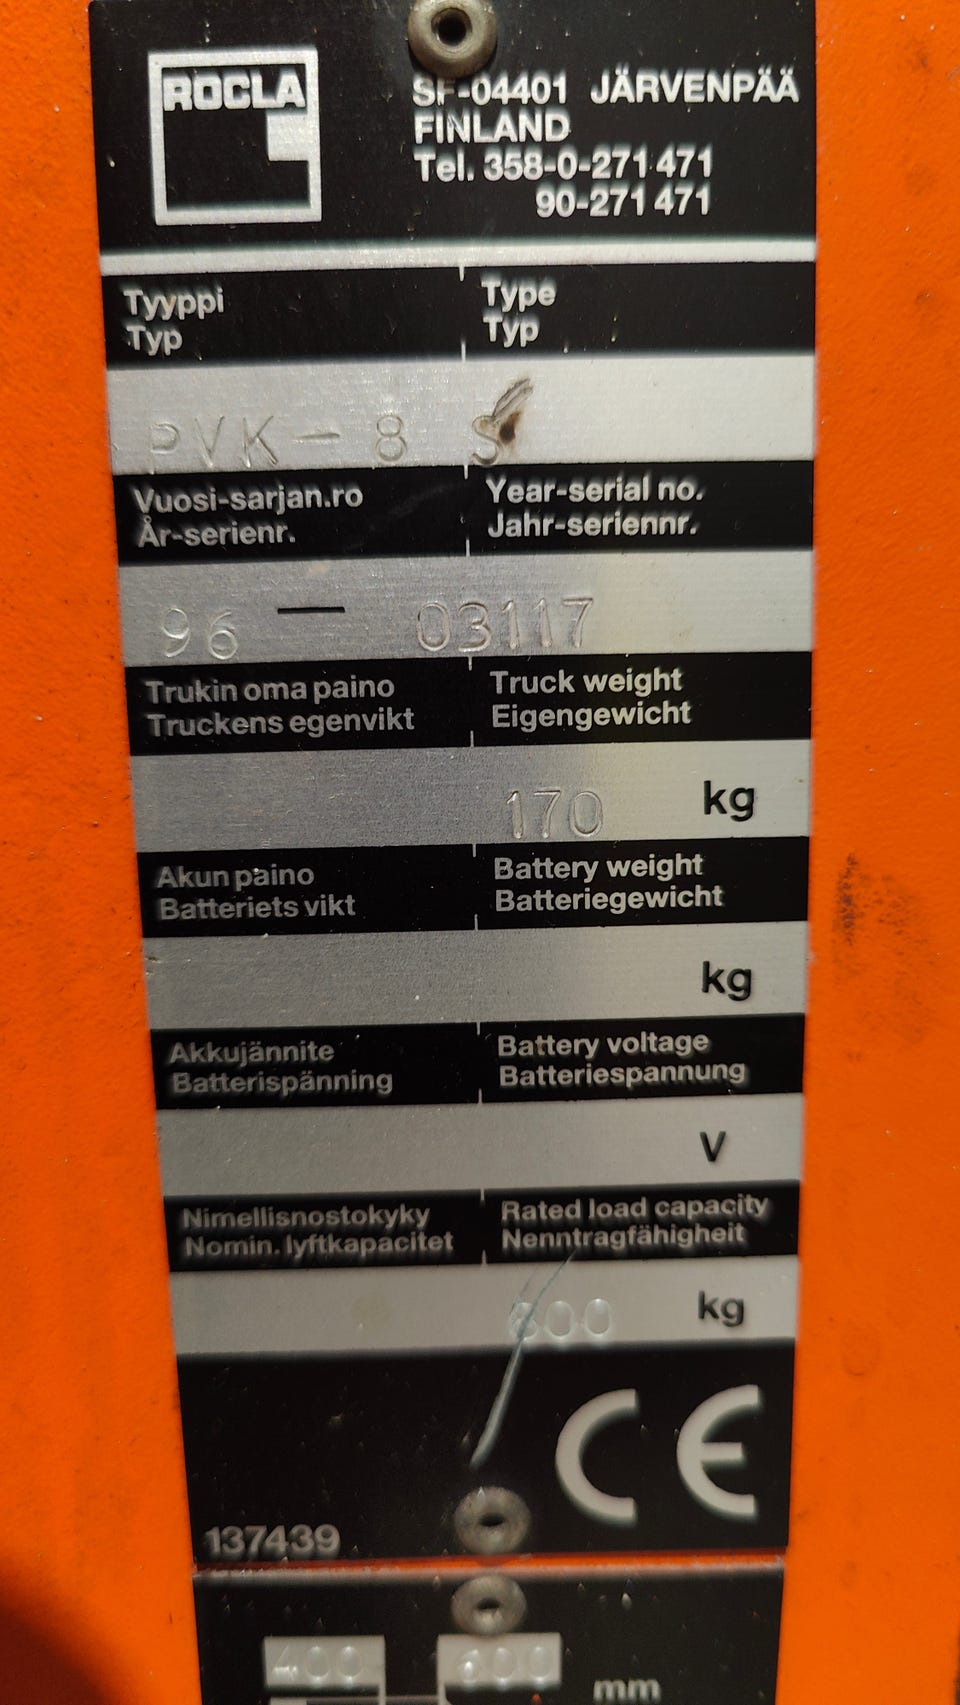 ROCLA
SF-04401 JÄRVENPÄÄ
FINLAND
Tel. 358-0-271 471
90-271 471
Tyyppi
Typ
Type
Typ
PVK - 8 S
Vuosi-sarjan.ro
År-serienr.
Year-serial no.
Jahr-seriennr.
96 — 03117
Trukin oma paino
Truckens egenvikt
Truck weight
Eigengewicht
170 kg
Akun paino
Batteriets vikt
Battery weight
Batteriegewicht
kg
Akkujännite
Batterispänning
Battery voltage
Batteriespannung
V
Nimellisnostokyky
Nomin. lyftkapacitet
Rated load capacity
Nenntragfähigheit
800 kg
CE
137439
400 600 mm